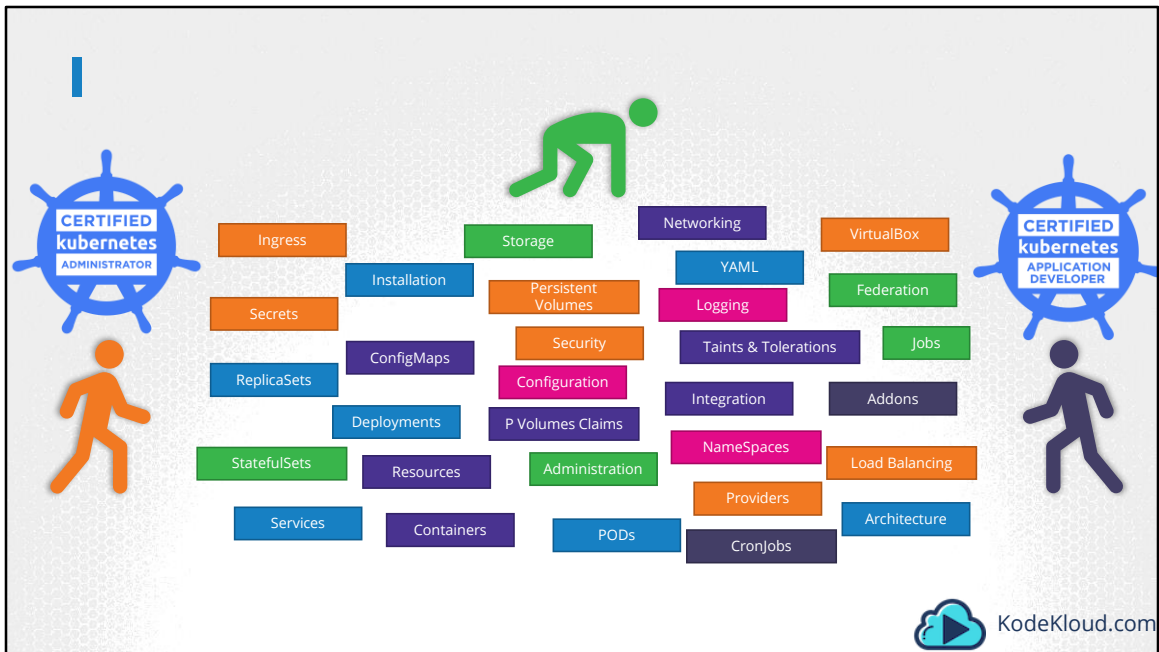 CERTIFIED
kubernetes
ADMINISTRATOR
CERTIFIED
kubernetes
APPLICATION
DEVELOPER
Ingress
Storage
Networking
VirtualBox
Installation
YAML
Persistent
Volumes
Federation
Secrets
Logging
Security
Taints & Tolerations
Jobs
ConfigMaps
ReplicaSets
Configuration
Integration
Addons
Deployments
P Volumes Claims
NameSpaces
StatefulSets
Resources
Administration
Load Balancing
Providers
Services
Containers
PODs
Architecture
CronJobs
KodeKloud.com